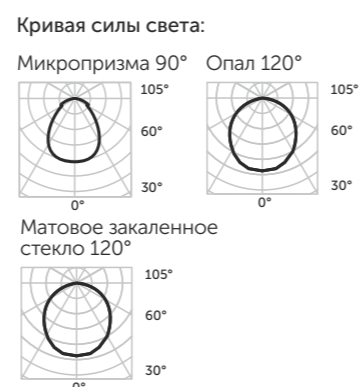 Кривая силы света:
Микропризма 90° Опал 120°
105° 105°
60° 60°
30° 30°
0° 0°
Матовое закаленное
стекло 120°
105°
60°
30°
0°